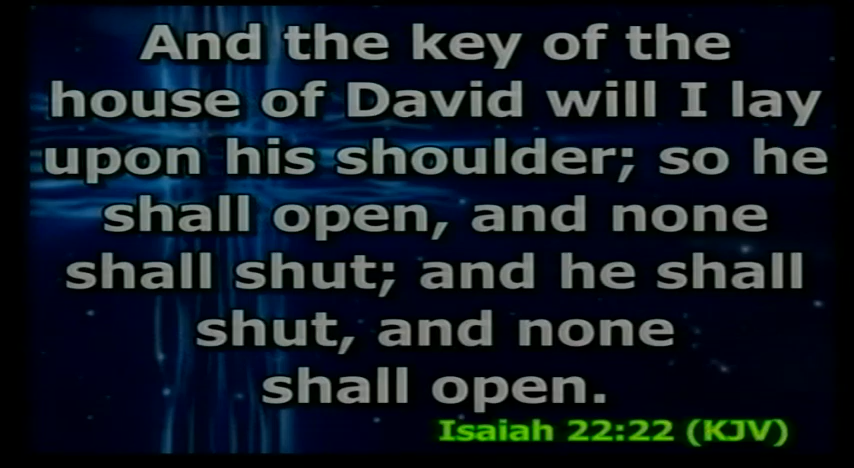 And the key of the
house of David will I lay
upon his shoulder; so he
shall open, and none
shall shut; and he shall
shut, and none
shall open.
Isaiah 22:22 (KJV)